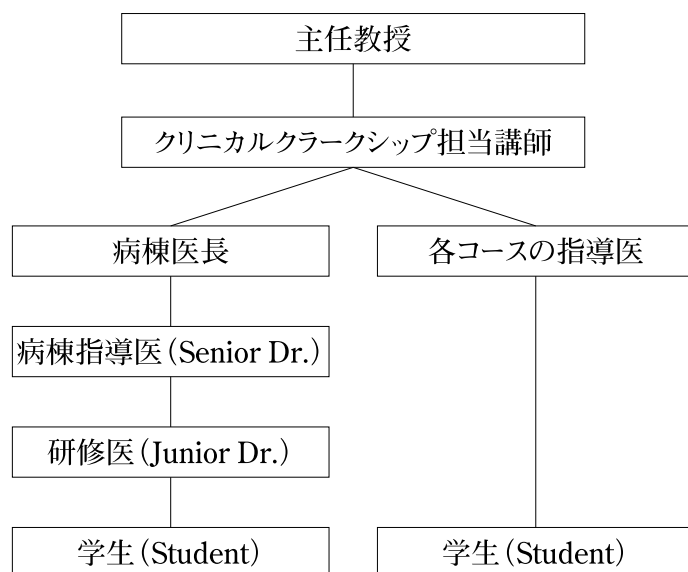 主任教授
クリニカルクラークシップ担当講師
病棟医長
各コースの指導医
病棟指導医(Senior Dr.)
研修医(Junior Dr.)
学生(Student)
学生(Student)